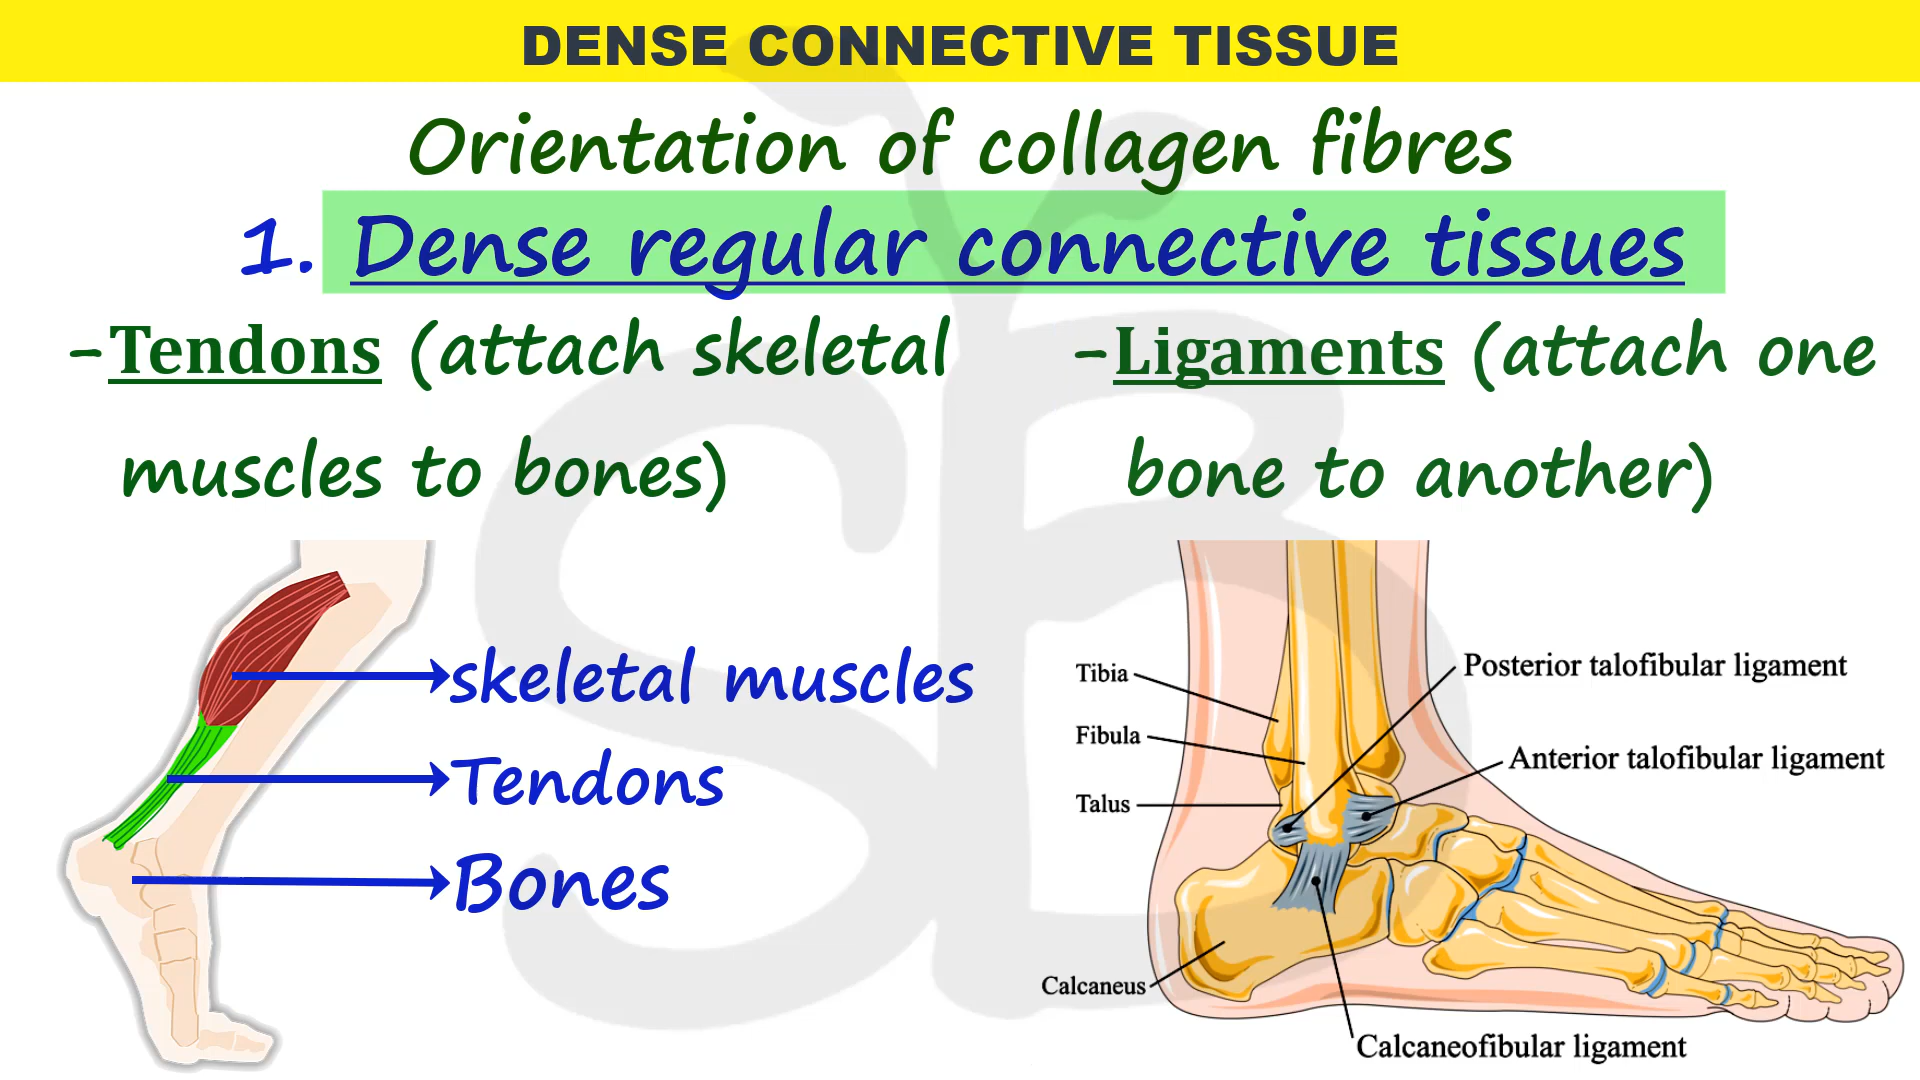 DENSE CONNECTIVE TISSUE
Orientation of collagen fibres
1. Dense regular connective tissues
-Tendons (attach skeletal
muscles to bones)
-Ligaments (attach one
bone to another)
skeletal muscles
Tendons
Bones
Tibia
Fibula
Talus
Calcaneus
Posterior talofibular ligament
Anterior talofibular ligament
Calcaneofibular ligament
SB